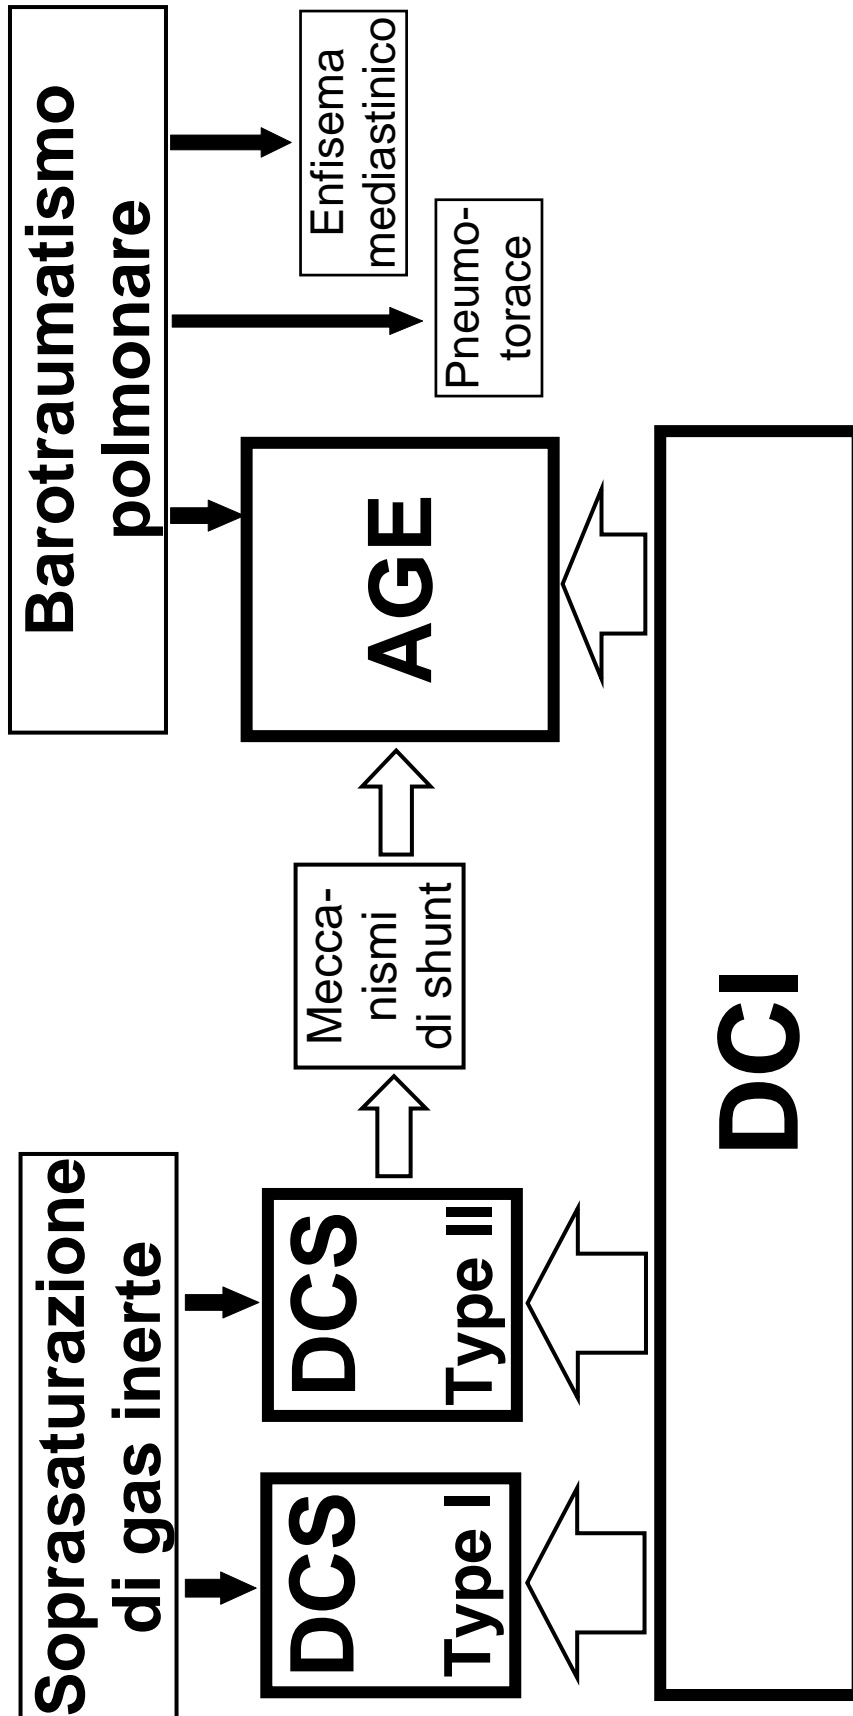 Soprasaturazione
di gas inerte
Barotraumatismo
polmonare
DCS
Type I
DCS
Type II
Mecca-
nismi
di shunt
AGE
Pneumo-
torace
Enfisema
mediastinico
DCI